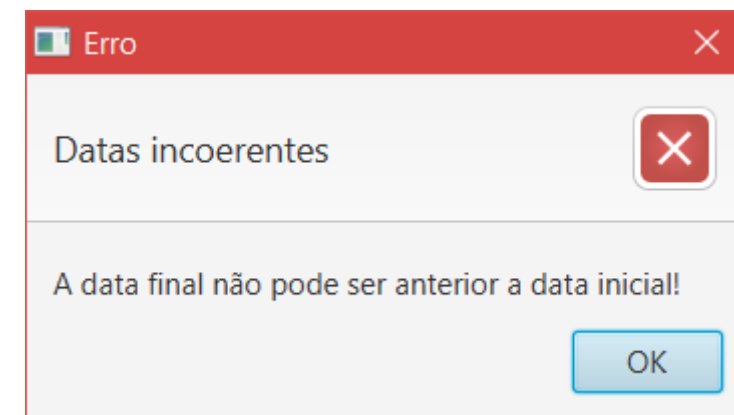 Erro
Datas incoerentes
A data final não pode ser anterior a data inicial!
OK